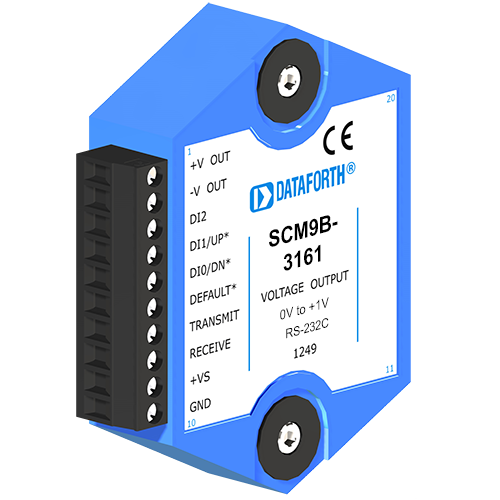 1
+V OUT
-V OUT
DI2
DI1/UP*
DI0/DN*
DEFAULT*
TRANSMIT
RECEIVE
+VS
GND
10
20
CE
DATAFORTH®
SCM9B-
3161
VOLTAGE OUTPUT
0V to +1V
RS-232C
1249
11